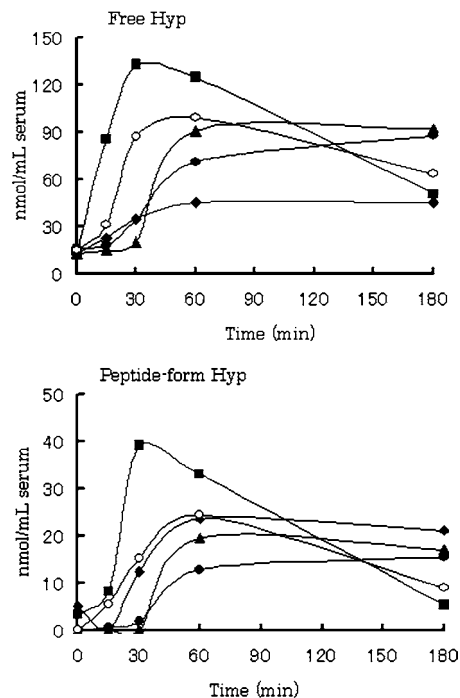 Free Hyp
150
120
90
60
30
0
nmol/mL serum
0 30 60 90 120 150 180
Time (min)
Peptide-form Hyp
50
40
30
20
10
0
nmol/mL serum
0 30 60 90 120 150 180
Time (min)